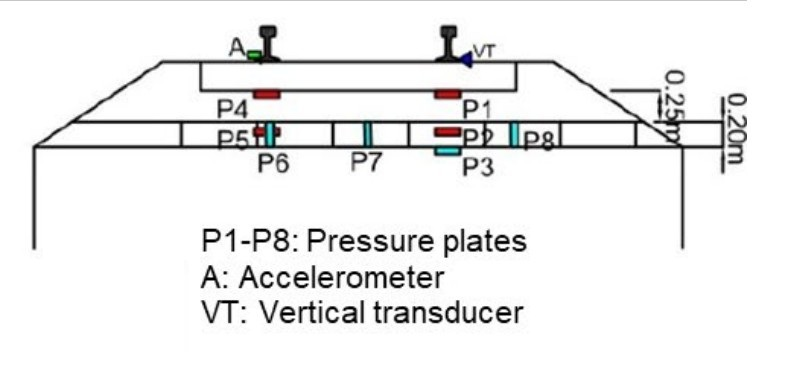 A
VT
P4
P1
0.25m
0.20m
P5
P2
P8
P6
P7
P3
P1-P8: Pressure plates
A: Accelerometer
VT: Vertical transducer